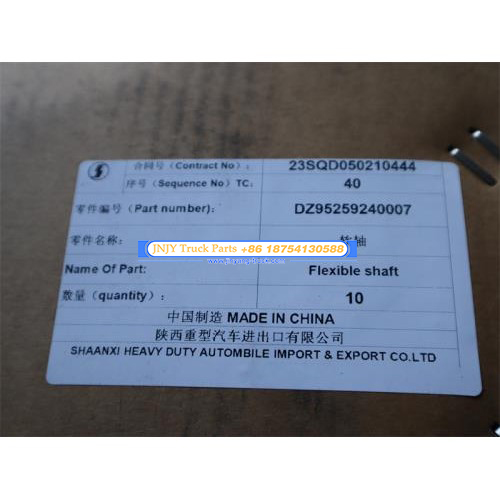 合同号(Contract No): 23SQD050210444
序号(Sequence No) TC: 40
零件编号(Part number): DZ95259240007
零件名称: 软轴
JNJY Truck Parts +86 18754130588
Name Of Part: Flexible shaft
数量(quantity): 10
中国制造 MADE IN CHINA
陕西重型汽车进出口有限公司
SHAANXI HEAVY DUTY AUTOMBILE IMPORT & EXPORT CO.LTD